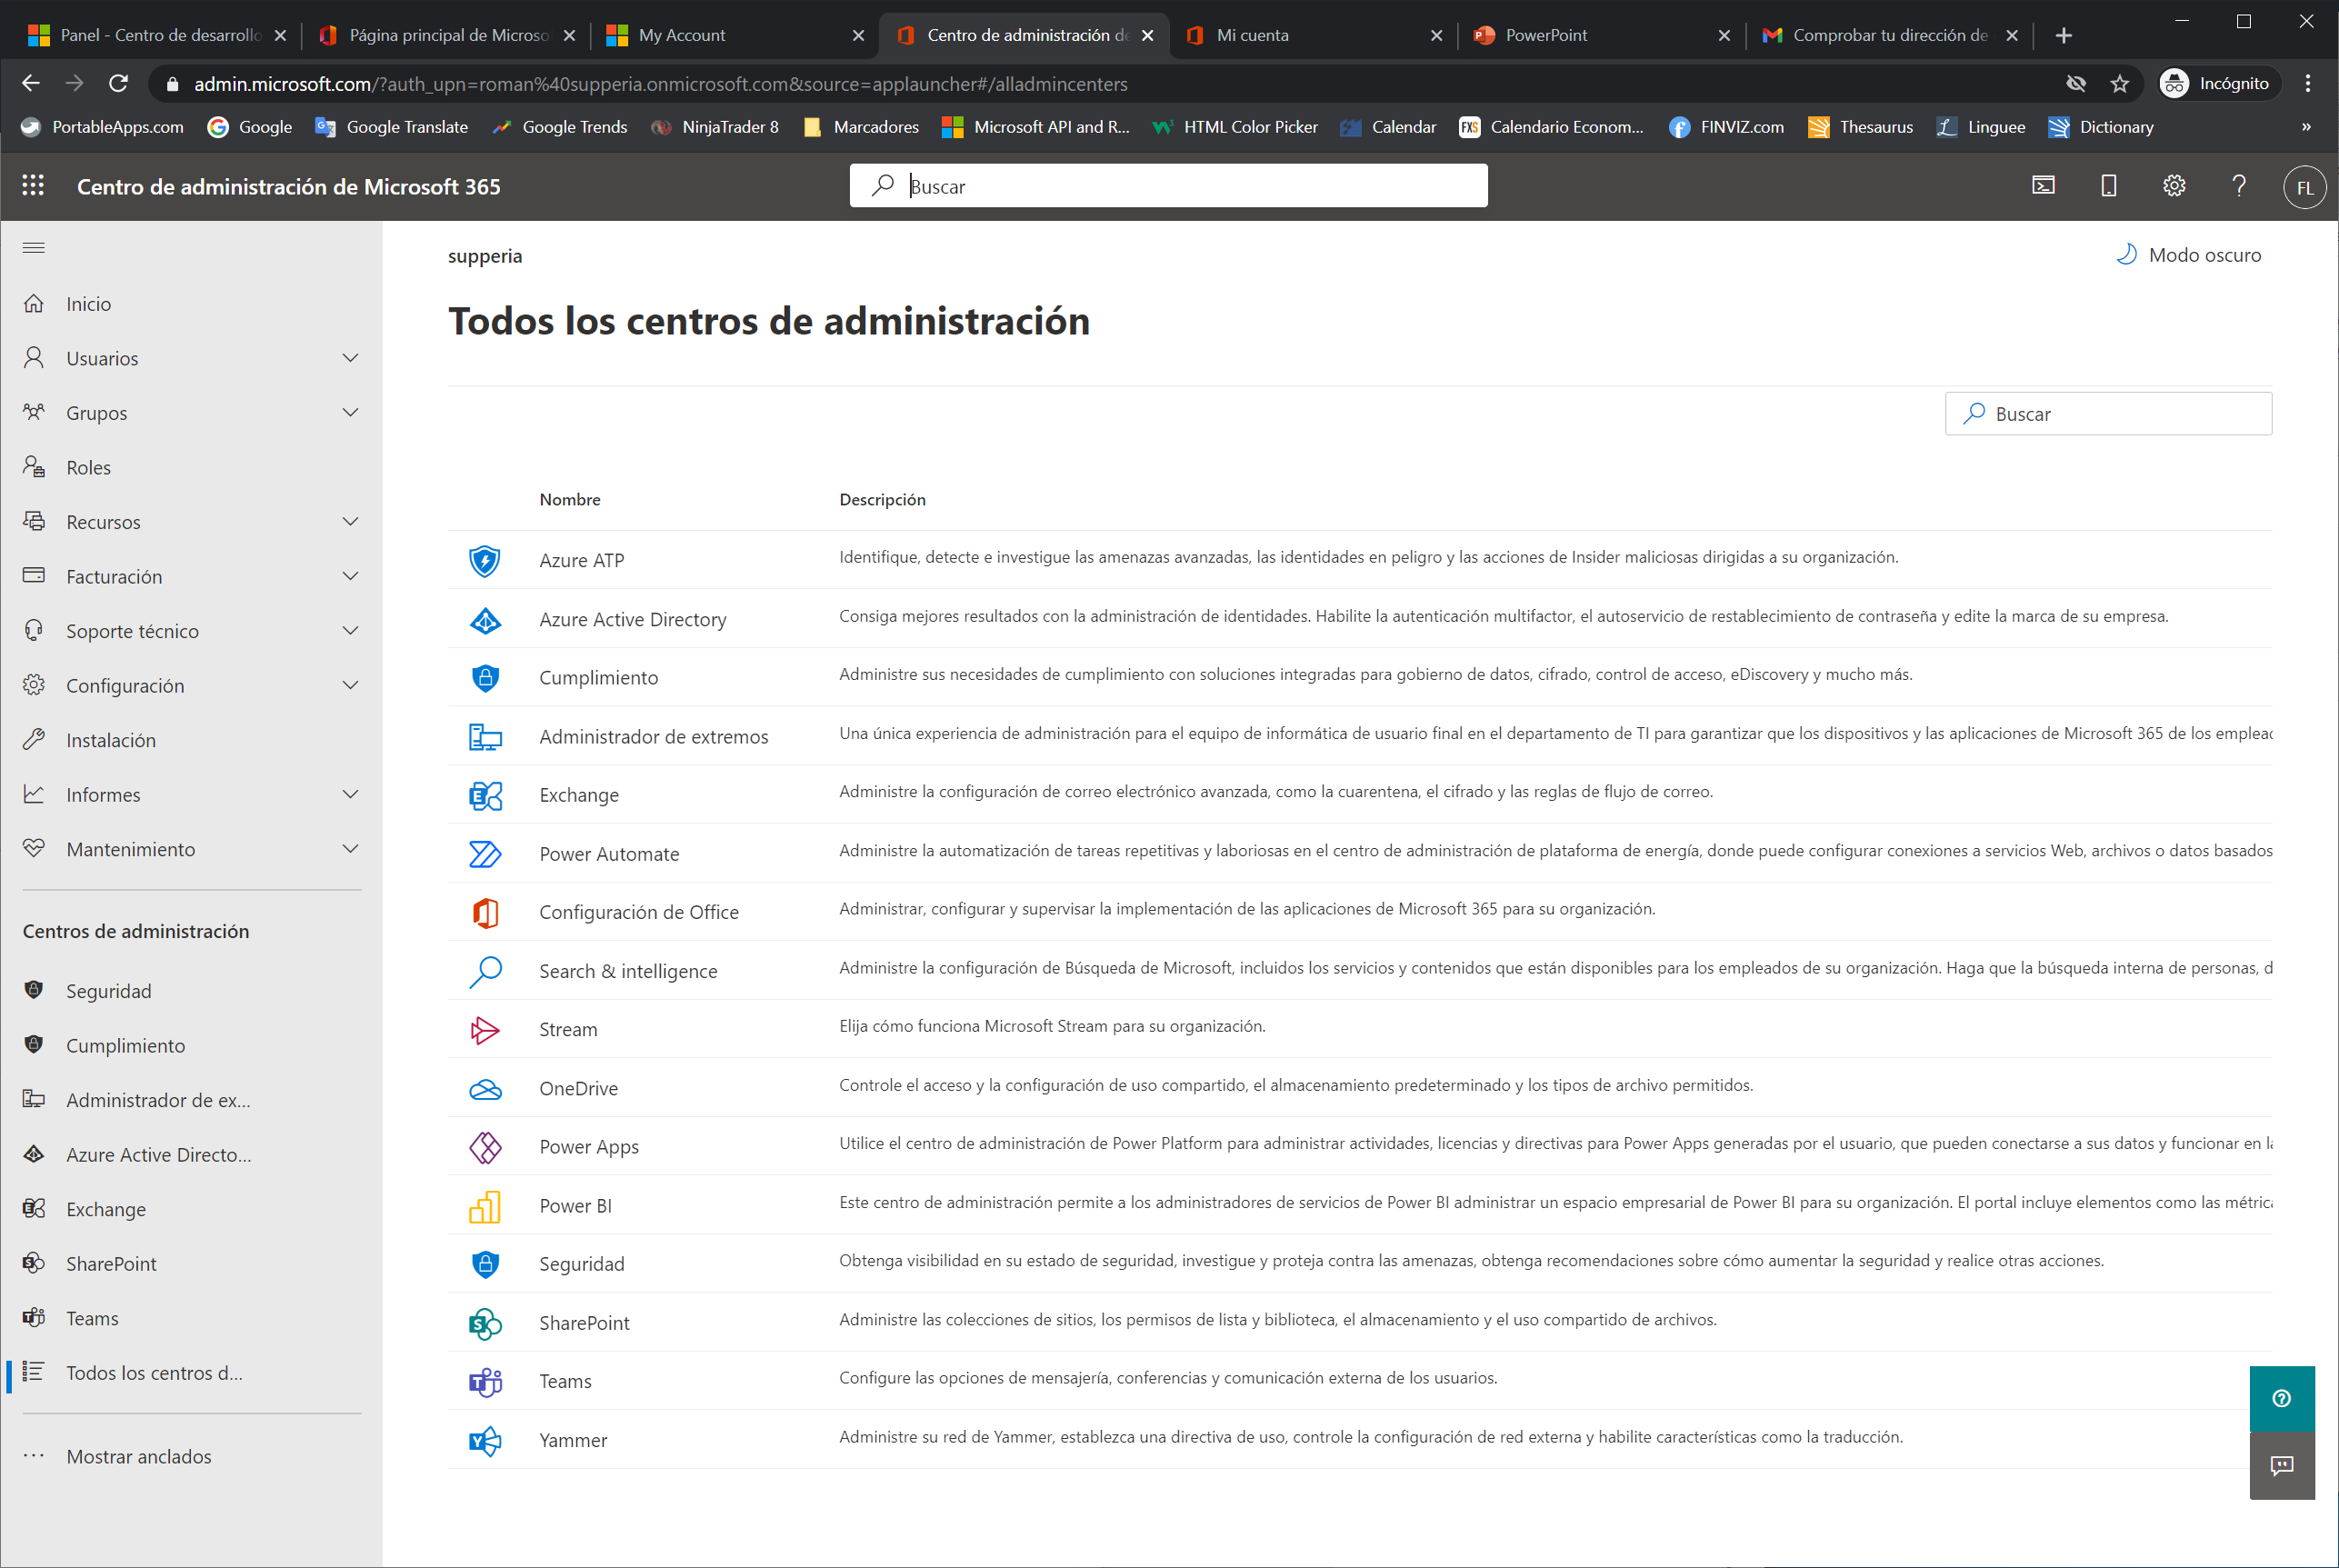 Panel - Centro de desarrollo
Página principal de Microso
My Account
Centro de administración de
Mi cuenta
PowerPoint
Comprobar tu dirección de
admin.microsoft.com/?auth_upn=roman%40supperia.onmicrosoft.com&source=applauncher#/alladmincenters
Incógnito
PortableApps.com
Google
Google Translate
Google Trends
NinjaTrader 8
Marcadores
Microsoft API and R...
HTML Color Picker
Calendar
Calendario Econom...
FINVIZ.com
Thesaurus
Linguee
Dictionary
»
Centro de administración de Microsoft 365
Buscar
FL
Inicio
Usuarios
Grupos
Roles
Recursos
Facturación
Soporte técnico
Configuración
Instalación
Informes
Mantenimiento
Centros de administración
Seguridad
Cumplimiento
Administrador de ex...
Azure Active Directo...
Exchange
SharePoint
Teams
Todos los centros d...
Mostrar anclados
supperia
Modo oscuro
Todos los centros de administración
Buscar
Nombre Descripción
Azure ATP Identifique, detecte e investigue las amenazas avanzadas, las identidades en peligro y las acciones de Insider maliciosas dirigidas a su organización.
Azure Active Directory Consiga mejores resultados con la administración de identidades. Habilite la autenticación multifactor, el autoservicio de restablecimiento de contraseña y edite la marca de su empresa.
Cumplimiento Administre sus necesidades de cumplimiento con soluciones integradas para gobierno de datos, cifrado, control de acceso, eDiscovery y mucho más.
Administrador de extremos Una única experiencia de administración para el equipo de informática de usuario final en el departamento de TI para garantizar que los dispositivos y las aplicaciones de Microsoft 365 de los emplead
Exchange Administre la configuración de correo electrónico avanzada, como la cuarentena, el cifrado y las reglas de flujo de correo.
Power Automate Administre la automatización de tareas repetitivas y laboriosas en el centro de administración de plataforma de energía, donde puede configurar conexiones a servicios Web, archivos o datos basados
Configuración de Office Administrar, configurar y supervisar la implementación de las aplicaciones de Microsoft 365 para su organización.
Search & intelligence Administre la configuración de Búsqueda de Microsoft, incluidos los servicios y contenidos que están disponibles para los empleados de su organización. Haga que la búsqueda interna de personas, d
Stream Elija cómo funciona Microsoft Stream para su organización.
OneDrive Controle el acceso y la configuración de uso compartido, el almacenamiento predeterminado y los tipos de archivo permitidos.
Power Apps Utilice el centro de administración de Power Platform para administrar actividades, licencias y directivas para Power Apps generadas por el usuario, que pueden conectarse a sus datos y funcionar en la
Power BI Este centro de administración permite a los administradores de servicios de Power BI administrar un espacio empresarial de Power BI para su organización. El portal incluye elementos como las métrica
Seguridad Obtenga visibilidad en su estado de seguridad, investigue y proteja contra las amenazas, obtenga recomendaciones sobre cómo aumentar la seguridad y realice otras acciones.
SharePoint Administre las colecciones de sitios, los permisos de lista y biblioteca, el almacenamiento y el uso compartido de archivos.
Teams Configure las opciones de mensajería, conferencias y comunicación externa de los usuarios.
Yammer Administre su red de Yammer, establezca una directiva de uso, controle la configuración de red externa y habilite características como la traducción.